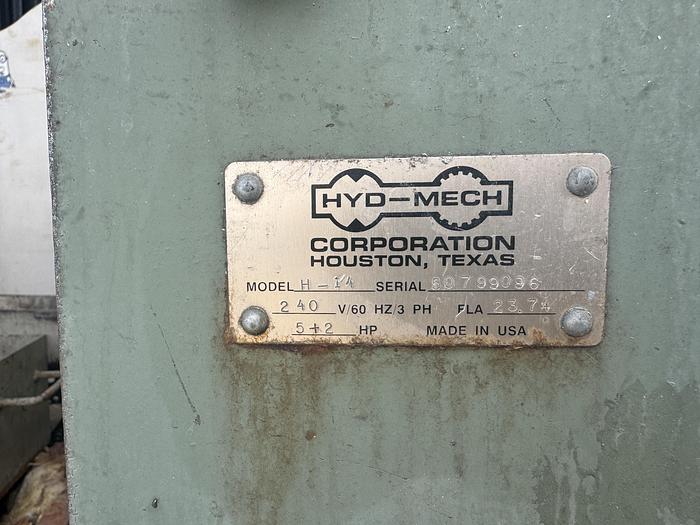 HYD-MECH
CORPORATION
HOUSTON, TEXAS
MODEL H-14 SERIAL 60799096
240 V/60 HZ/3 PH FLA 23.74
5+2 HP MADE IN USA